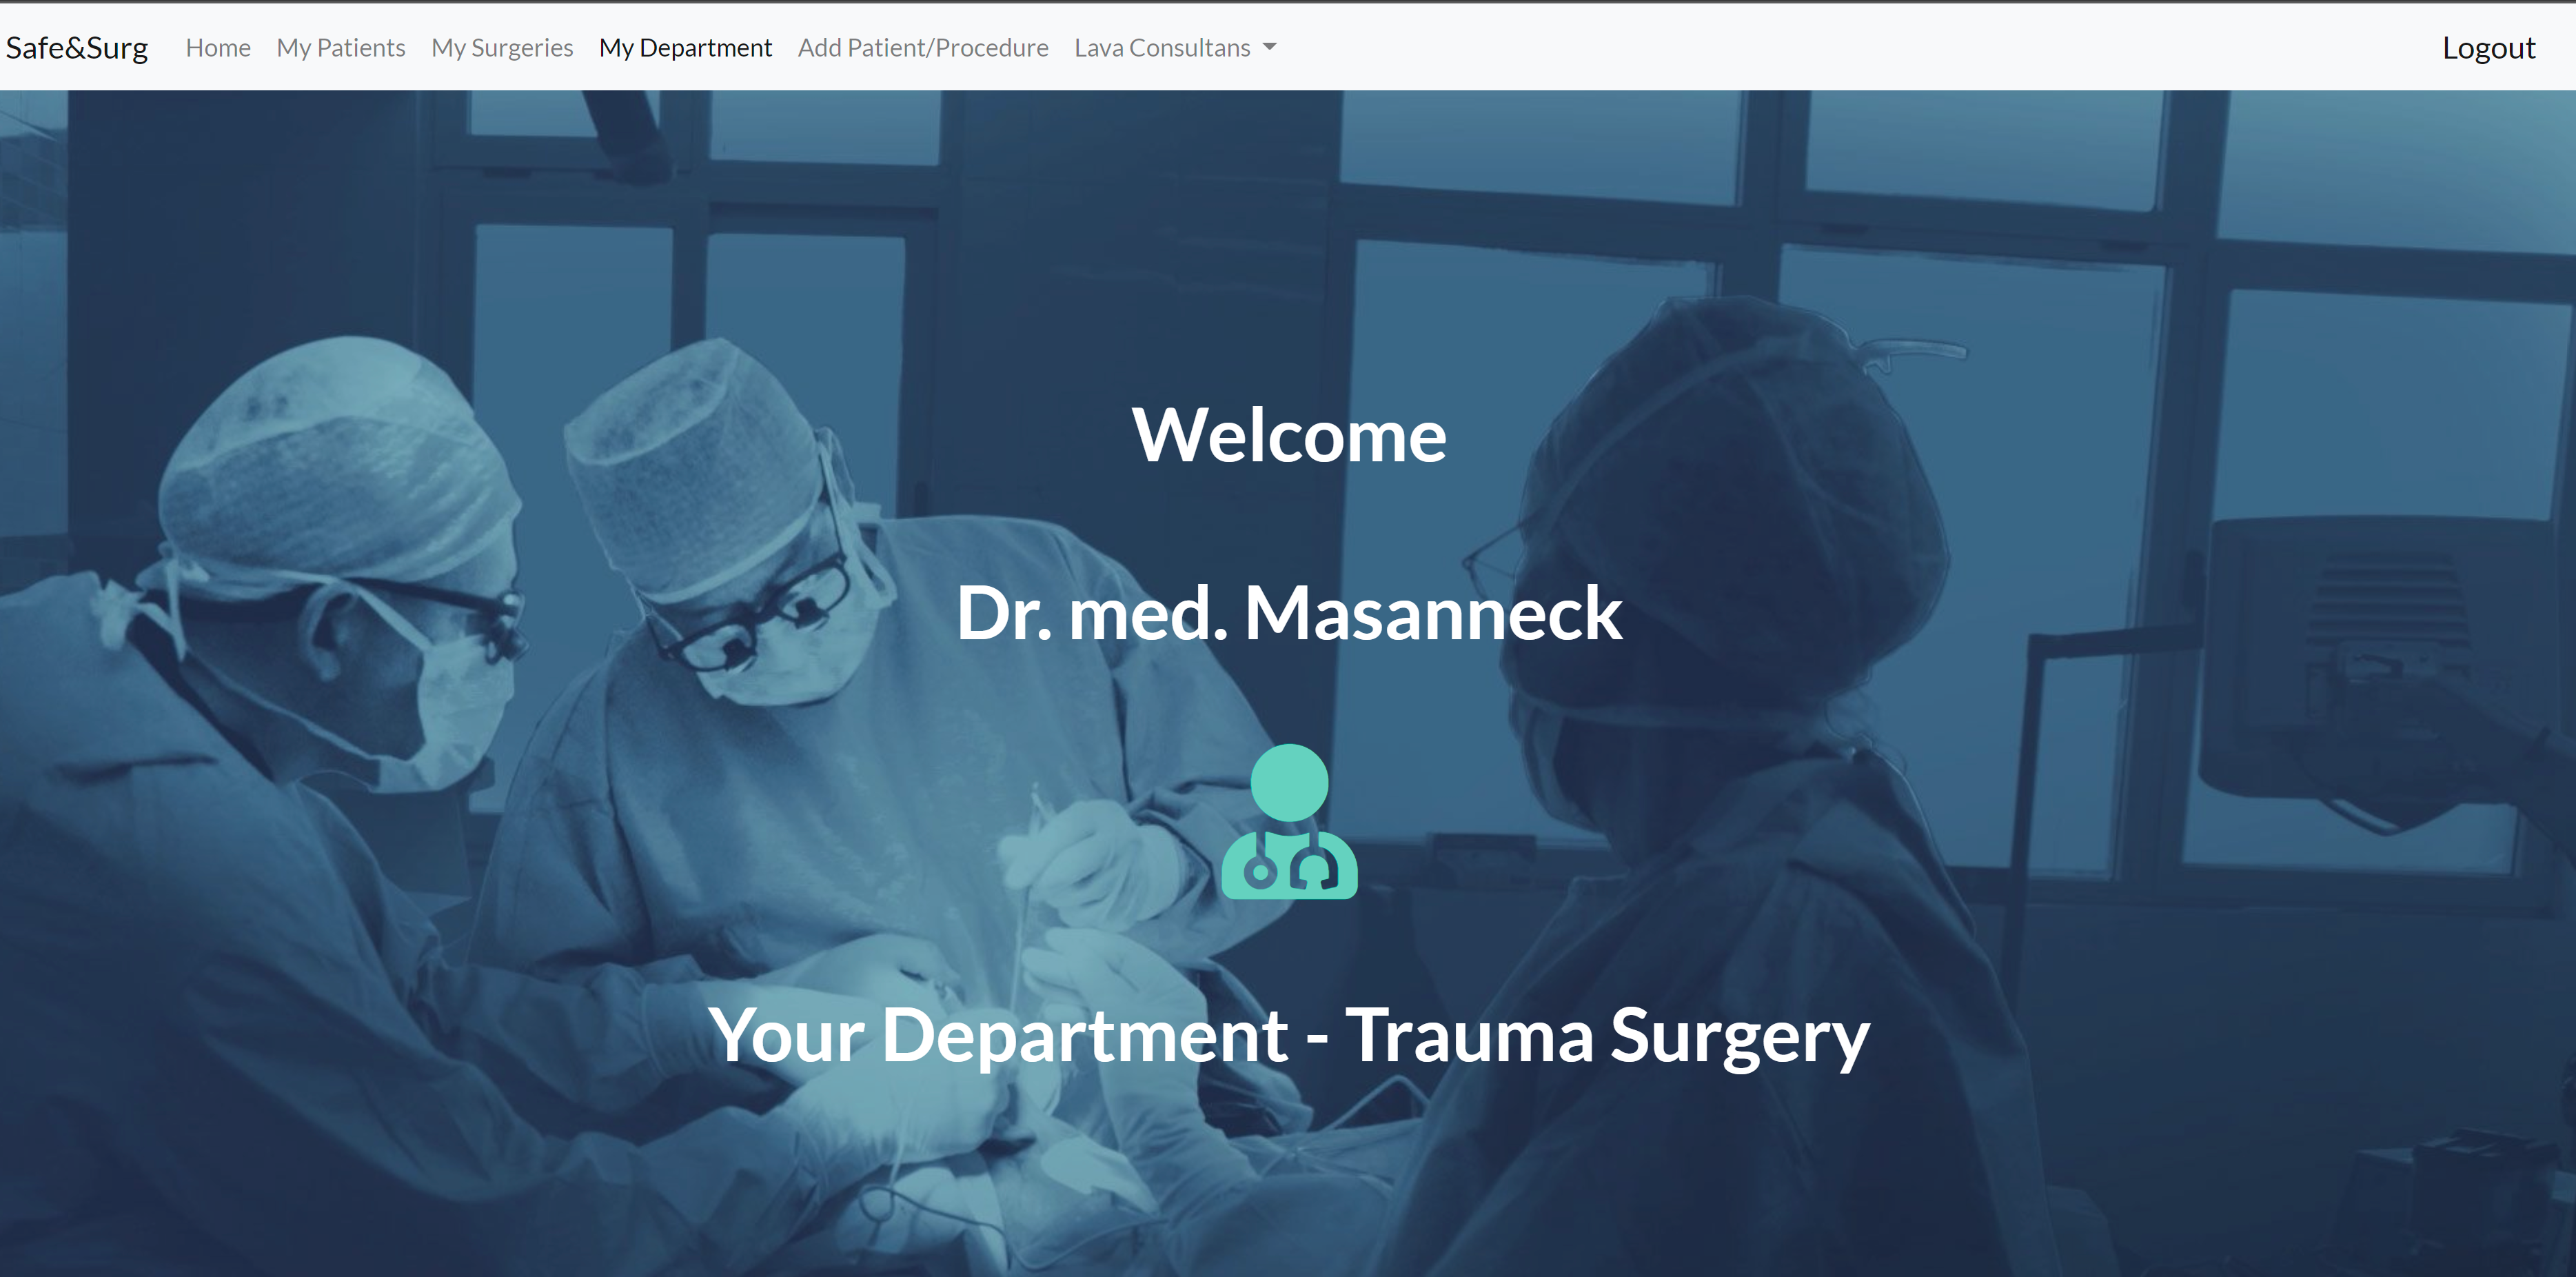 Safe&Surg Home My Patients My Surgeries My Department Add Patient/Procedure Lava Consultans Logout
Welcome
Dr. med. Masanneck
Your Department - Trauma Surgery